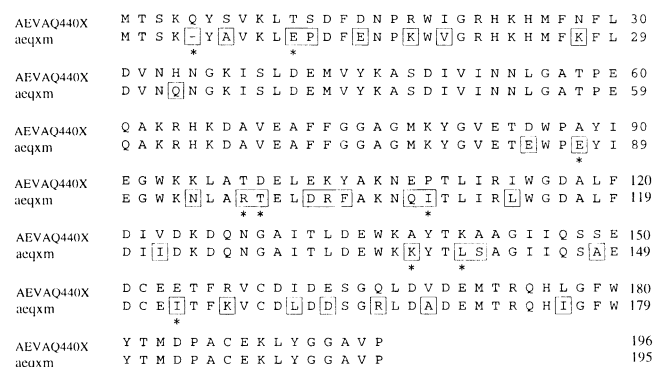 AEVAQ440X M T S K Q Y S V K L T S D F D N P R W I G R H K H M F N F L 30
aeqxm M T S K - Y A V K L E P D F E N P K W V G R H K H M F K F L 29
* *
AEVAQ440X D V N H N G K I S L D E M V Y K A S D I V I N N L G A T P E 60
aeqxm D V N Q N G K I S L D E M V Y K A S D I V I N N L G A T P E 59
AEVAQ440X Q A K R H K D A V E A F F G G A G M K Y G V E T D W P A Y I 90
aeqxm Q A K R H K D A V E A F F G G A G M K Y G V E T E W P E Y I 89
*
AEVAQ440X E G W K K L A T D E L E K Y A K N E P T L I R I W G D A L F 120
aeqxm E G W K N L A R T E L D R F A K N Q I T L I R L W G D A L F 119
* * *
AEVAQ440X D I V D K D Q N G A I T L D E W K A Y T K A A G I I Q S S E 150
aeqxm D I I D K D Q N G A I T L D E W K K Y T L S A G I I Q S A E 149
* *
AEVAQ440X D C E E T F R V C D I D E S G Q L D V D E M T R Q H L G F W 180
aeqxm D C E I T F K V C D L D D S G R L D A D E M T R Q H I G F W 179
*
AEVAQ440X Y T M D P A C E K L Y G G A V P 196
aeqxm Y T M D P A C E K L Y G G A V P 195